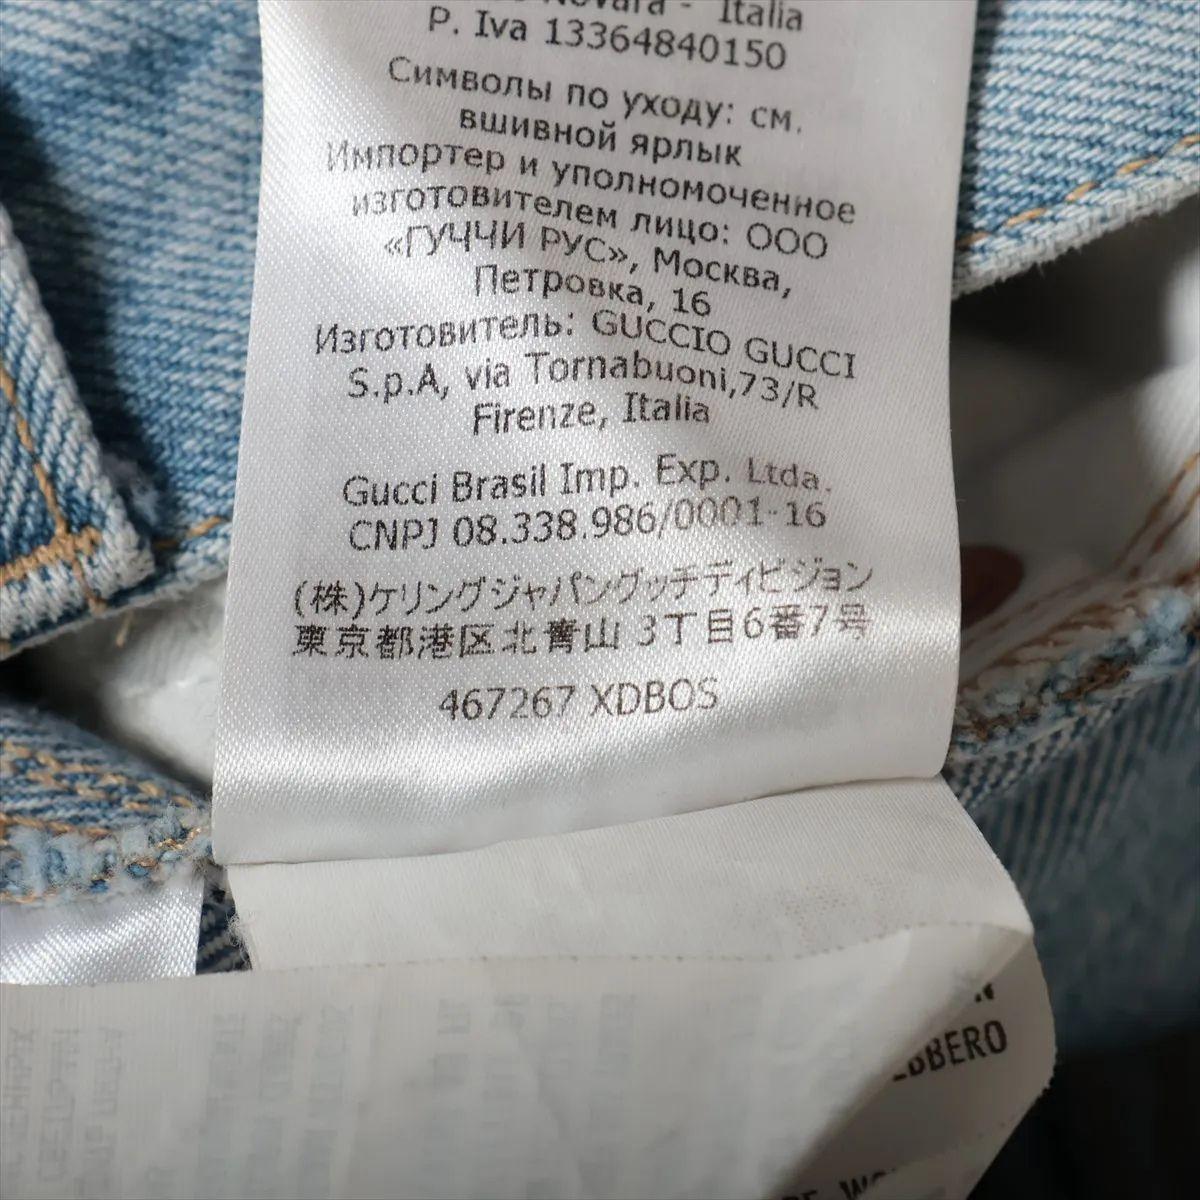 Novara - Italia
P. Iva 13364840150
Символы по уходу: см.
вшивной ярлык
Импортер и уполномоченное
изготовителем лицо: ООО
«ГУЧЧИ РУС», Москва,
Петровка, 16
Изготовитель: GUCCIO GUCCI
S.p.A, via Tornabuoni,73/R
Firenze, Italia
Gucci Brasil Imp. Exp. Ltda.
CNPJ 08.338.986/0001-16
(株)ケリングジャパングッチディビジョン
東京都港区北青山 3丁目6番7号
467267 XDBOS